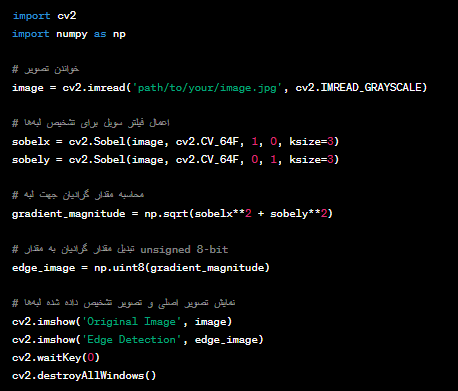 import cv2
import numpy as np
# خواندن تصویر
image = cv2.imread('path/to/your/image.jpg', cv2.IMREAD_GRAYSCALE)
# اعمال فیلتر سوبل برای تشخیص لبه‌ها
sobelx = cv2.Sobel(image, cv2.CV_64F, 1, 0, ksize=3)
sobely = cv2.Sobel(image, cv2.CV_64F, 0, 1, ksize=3)
# محاسبه مقدار گرادیان جهت لبه
gradient_magnitude = np.sqrt(sobelx**2 + sobely**2)
# تبدیل مقدار گرادیان به مقدار unsigned 8-bit
edge_image = np.uint8(gradient_magnitude)
# نمایش تصویر اصلی و تصویر تشخیص داده شده لبه‌ها
cv2.imshow('Original Image', image)
cv2.imshow('Edge Detection', edge_image)
cv2.waitKey(0)
cv2.destroyAllWindows()